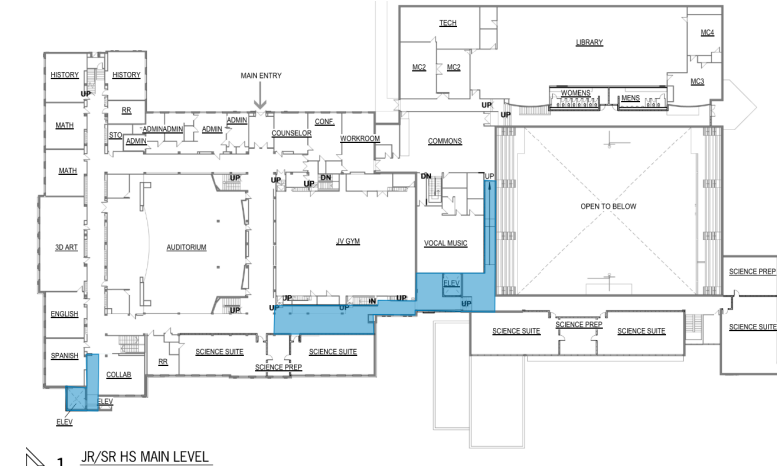 TECH
LIBRARY
MC4
MC2
MC2
MC3
WOMENS
MENS
HISTORY
HISTORY
UP
MAIN ENTRY
RR
MATH
STO
ADMIN
ADMIN
ADMIN
ADMIN
ADMIN
COUNSELOR
CONF.
WORKROOM
UP
UP
COMMONS
MATH
UP
UP
UP
DN
DN
UP
3D ART
AUDITORIUM
JV GYM
VOCAL MUSIC
OPEN TO BELOW
SCIENCE PREP
ELEV
ENGLISH
UP
UP
UP
UP
UP
UP
UP
SPANISH
COLLAB
RR
SCIENCE SUITE
SCIENCE PREP
SCIENCE SUITE
SCIENCE SUITE
SCIENCE PREP
SCIENCE SUITE
SCIENCE SUITE
ELEV
ELEV
1
JR/SR HS MAIN LEVEL